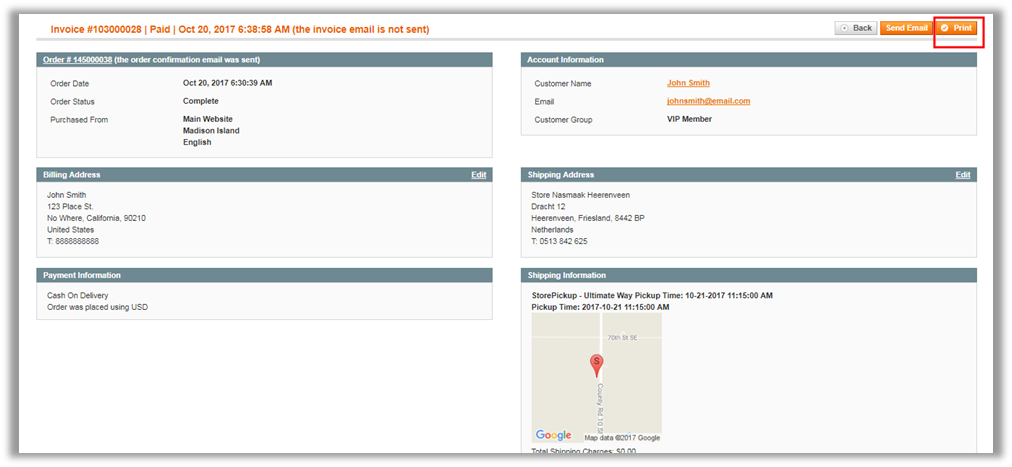 Invoice #103000028 | Paid | Oct 20, 2017 6:38:58 AM (the invoice email is not sent)
Back Send Email Print
Order # 145000038 (the order confirmation email was sent)
Order Date Oct 20, 2017 6:30:39 AM
Order Status Complete
Purchased From Main Website
Madison Island
English
Account Information
Customer Name John Smith
Email johnsmith@email.com
Customer Group VIP Member
Billing Address Edit
John Smith
123 Place St.
No Where, California, 90210
United States
T: 8888888888
Shipping Address Edit
Store Nasmaak Heerenveen
Dracht 12
Heerenveen, Friesland, 8442 BP
Netherlands
T: 0513 842 625
Payment Information
Cash On Delivery
Order was placed using USD
Shipping Information
StorePickup - Ultimate Way Pickup Time: 10-21-2017 11:15:00 AM
Pickup Time: 2017-10-21 11:15:00 AM
70th St SE
S
County Rd 10 S
Google Map data ©2017 Google
Total Shipping Charges: $0.00